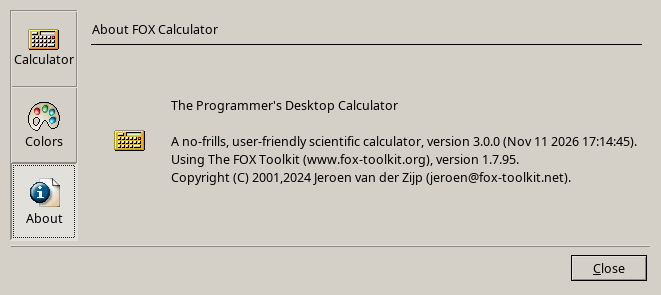 About FOX Calculator
Calculator
Colors
About
The Programmer's Desktop Calculator
A no-frills, user-friendly scientific calculator, version 3.0.0 (Nov 11 2026 17:14:45).
Using The FOX Toolkit (www.fox-toolkit.org), version 1.7.95.
Copyright (C) 2001,2024 Jeroen van der Zijp (jeroen@fox-toolkit.net).
Close